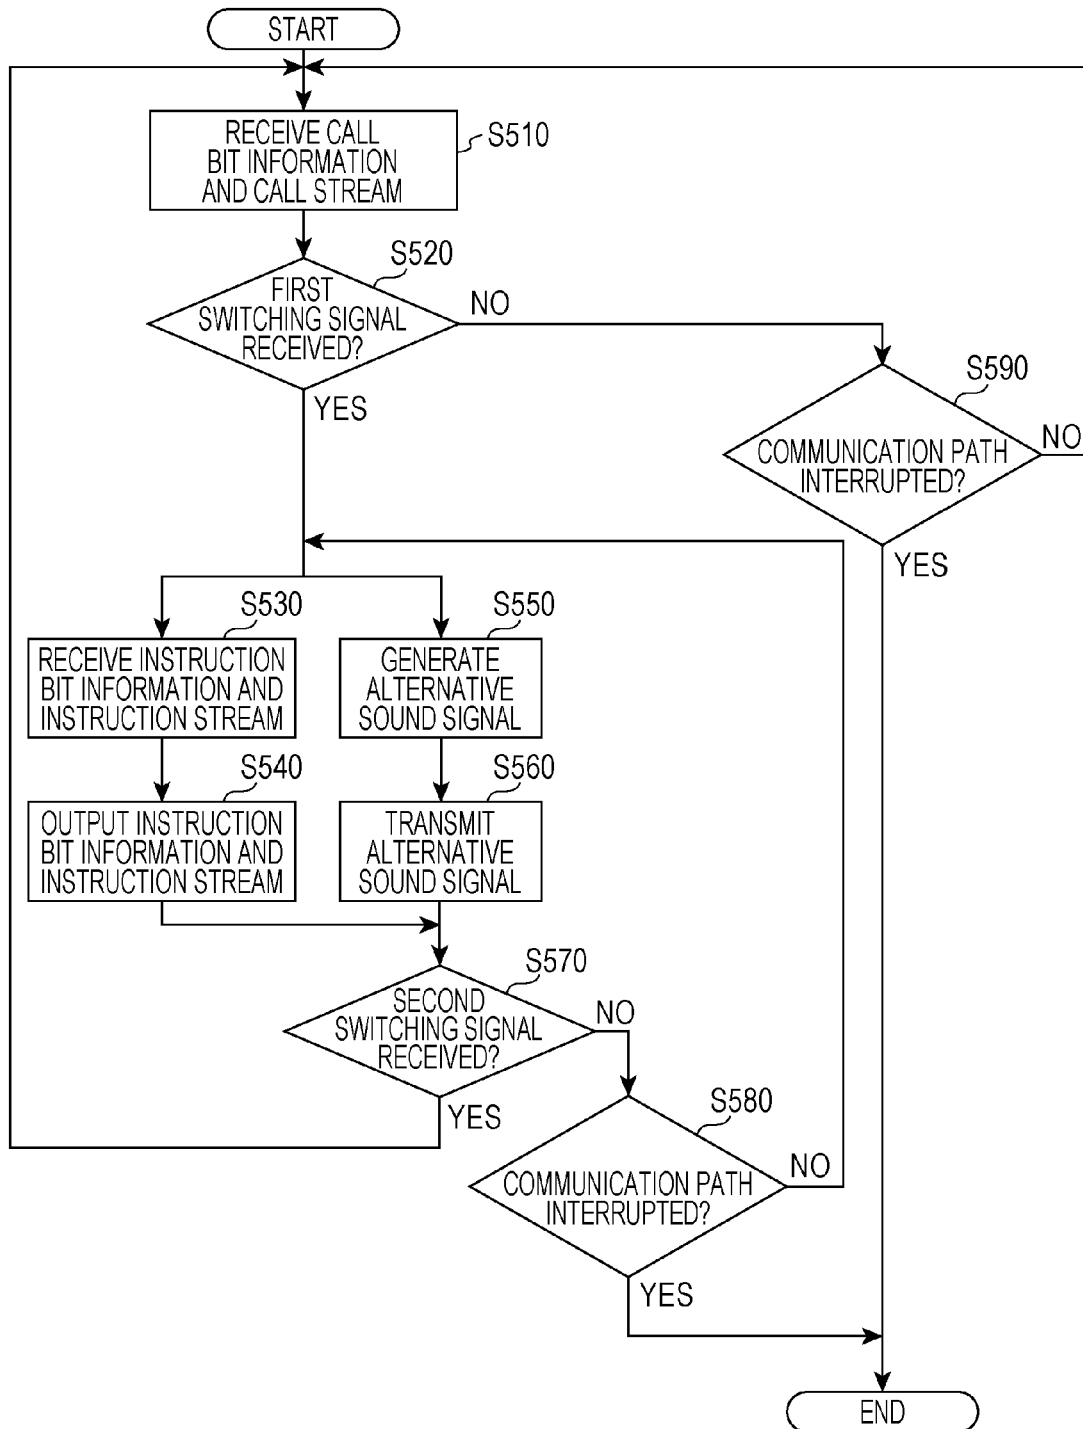 START
RECEIVE CALL
BIT INFORMATION
AND CALL STREAM
S510
S520
FIRST
SWITCHING SIGNAL
RECEIVED?
NO
YES
S590
COMMUNICATION PATH
INTERRUPTED?
NO
YES
S530
RECEIVE INSTRUCTION
BIT INFORMATION AND
INSTRUCTION STREAM
S550
GENERATE
ALTERNATIVE
SOUND SIGNAL
S540
OUTPUT INSTRUCTION
BIT INFORMATION AND
INSTRUCTION STREAM
S560
TRANSMIT
ALTERNATIVE
SOUND SIGNAL
S570
SECOND
SWITCHING SIGNAL
RECEIVED?
NO
YES
S580
COMMUNICATION PATH
INTERRUPTED?
NO
YES
END